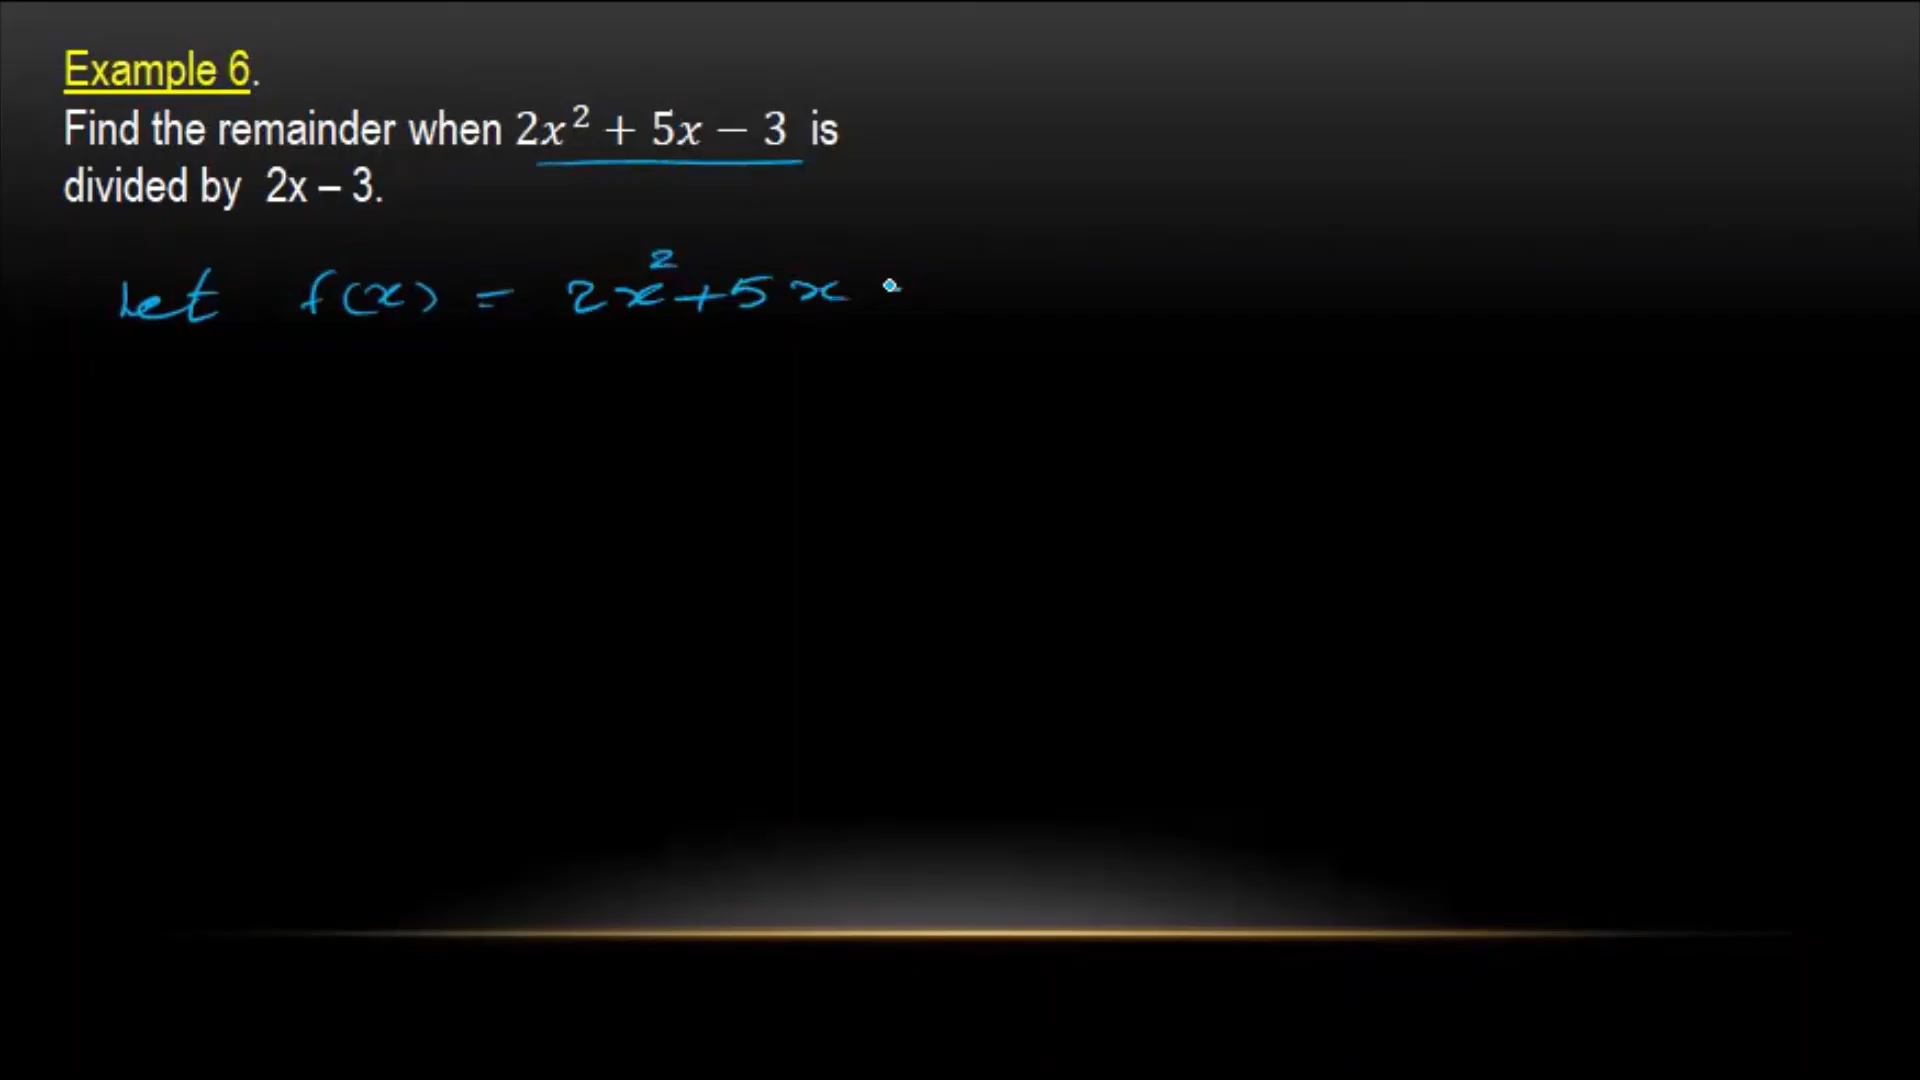 Example 6.
Find the remainder when 2x² + 5x − 3 is
divided by 2x – 3.
Let f(x) = 2x² + 5x